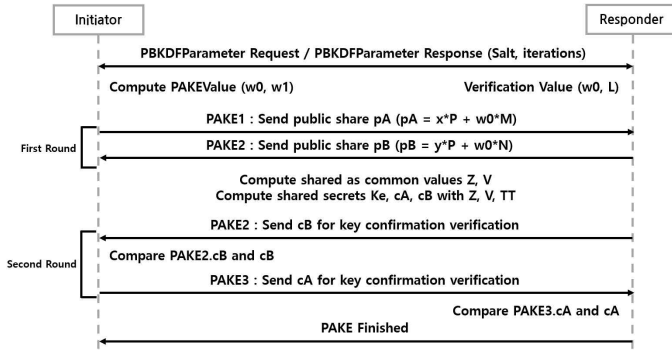 Initiator
Responder
PBKDFParameter Request / PBKDFParameter Response (Salt, iterations)
Compute PAKEValue (w0, w1)
Verification Value (w0, L)
PAKE1 : Send public share pA (pA = x*P + w0*M)
First Round
PAKE2 : Send public share pB (pB = y*P + w0*N)
Compute shared as common values Z, V
Compute shared secrets Ke, cA, cB with Z, V, TT
PAKE2 : Send cB for key confirmation verification
Compare PAKE2.cB and cB
Second Round
PAKE3 : Send cA for key confirmation verification
Compare PAKE3.cA and cA
PAKE Finished